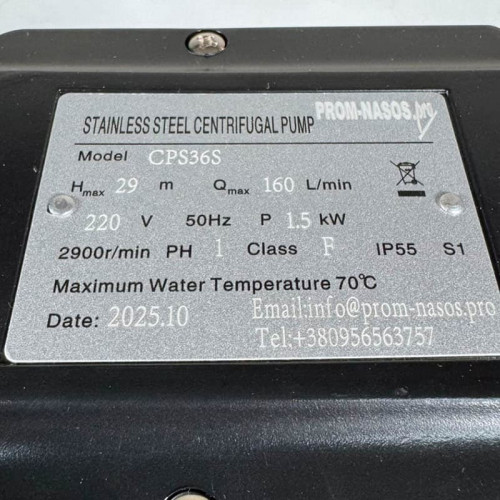 PROM-NASOS.pro
STAINLESS STEEL CENTRIFUGAL PUMP
Model CPS36S
Hmax 29 m Qmax 160 L/min
220 V 50Hz P 1.5 kW
2900r/min PH 1 Class F IP55 S1
Maximum Water Temperature 70℃
Date: 2025.10
Email:info@prom-nasos.pro
Tel:+380956563757